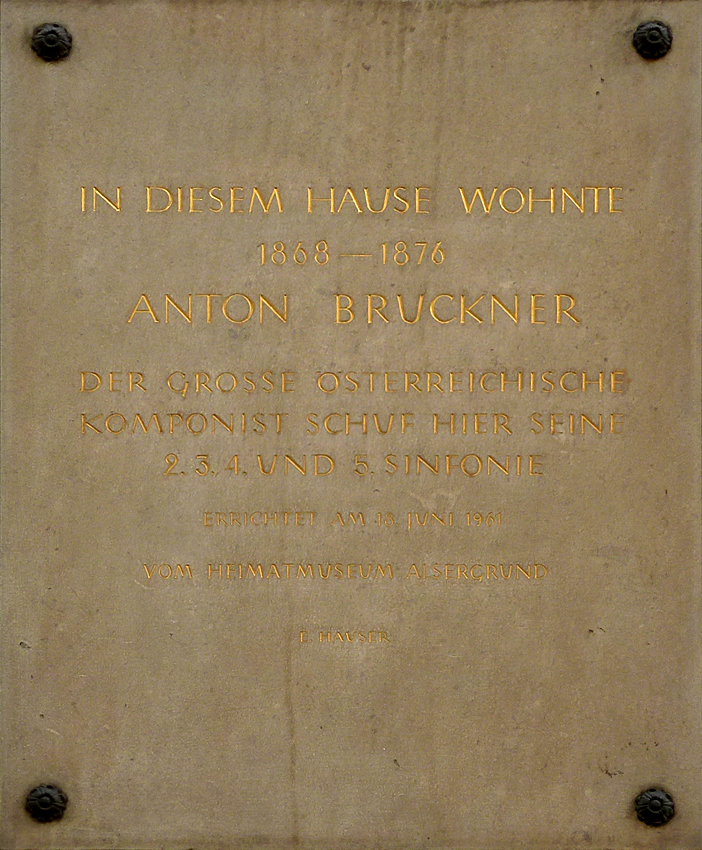 IN DIESEM HAUSE WOHNTE
1868—1876
ANTON BRUCKNER
DER GROSSE ÖSTERREICHISCHE
KOMPONIST SCHUF HIER SEINE
2. 3. 4. UND 5. SINFONIE
ERRICHTET AM 18. JUNI 1961
VOM HEIMATMUSEUM ALSERGRUND
E. HAUSER